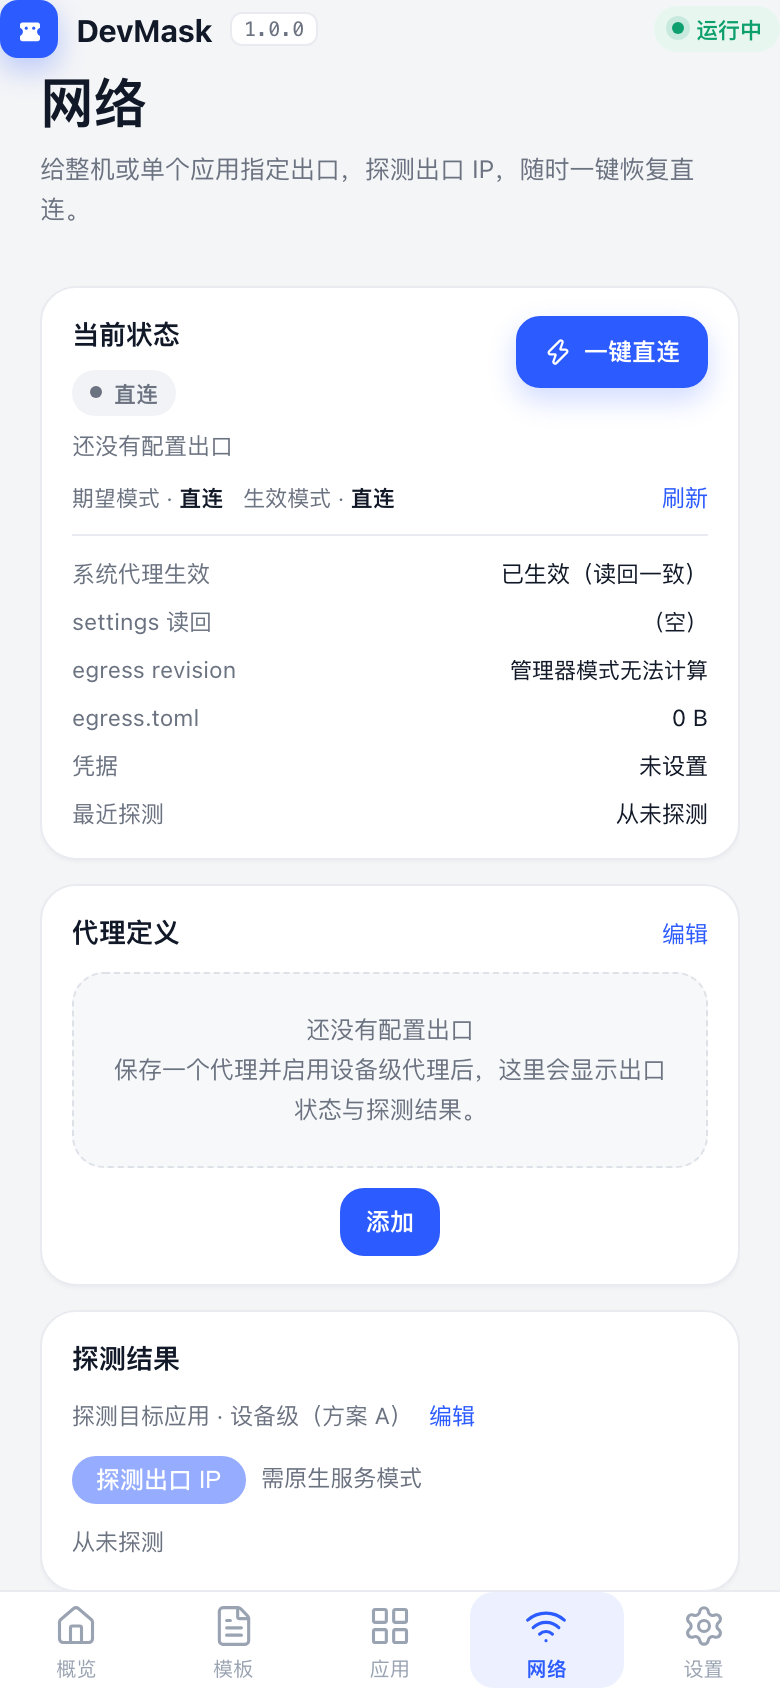 DevMask 1.0.0 运行中
网络
给整机或单个应用指定出口，探测出口 IP，随时一键恢复直
连。
当前状态
一键直连
直连
还没有配置出口
期望模式 · 直连 生效模式 · 直连 刷新
系统代理生效 已生效（读回一致）
settings 读回 （空）
egress revision 管理器模式无法计算
egress.toml 0 B
凭据 未设置
最近探测 从未探测
代理定义 编辑
还没有配置出口
保存一个代理并启用设备级代理后，这里会显示出口
状态与探测结果。
添加
探测结果
探测目标应用 · 设备级（方案 A） 编辑
探测出口 IP 需原生服务模式
从未探测
概览 模板 应用 网络 设置